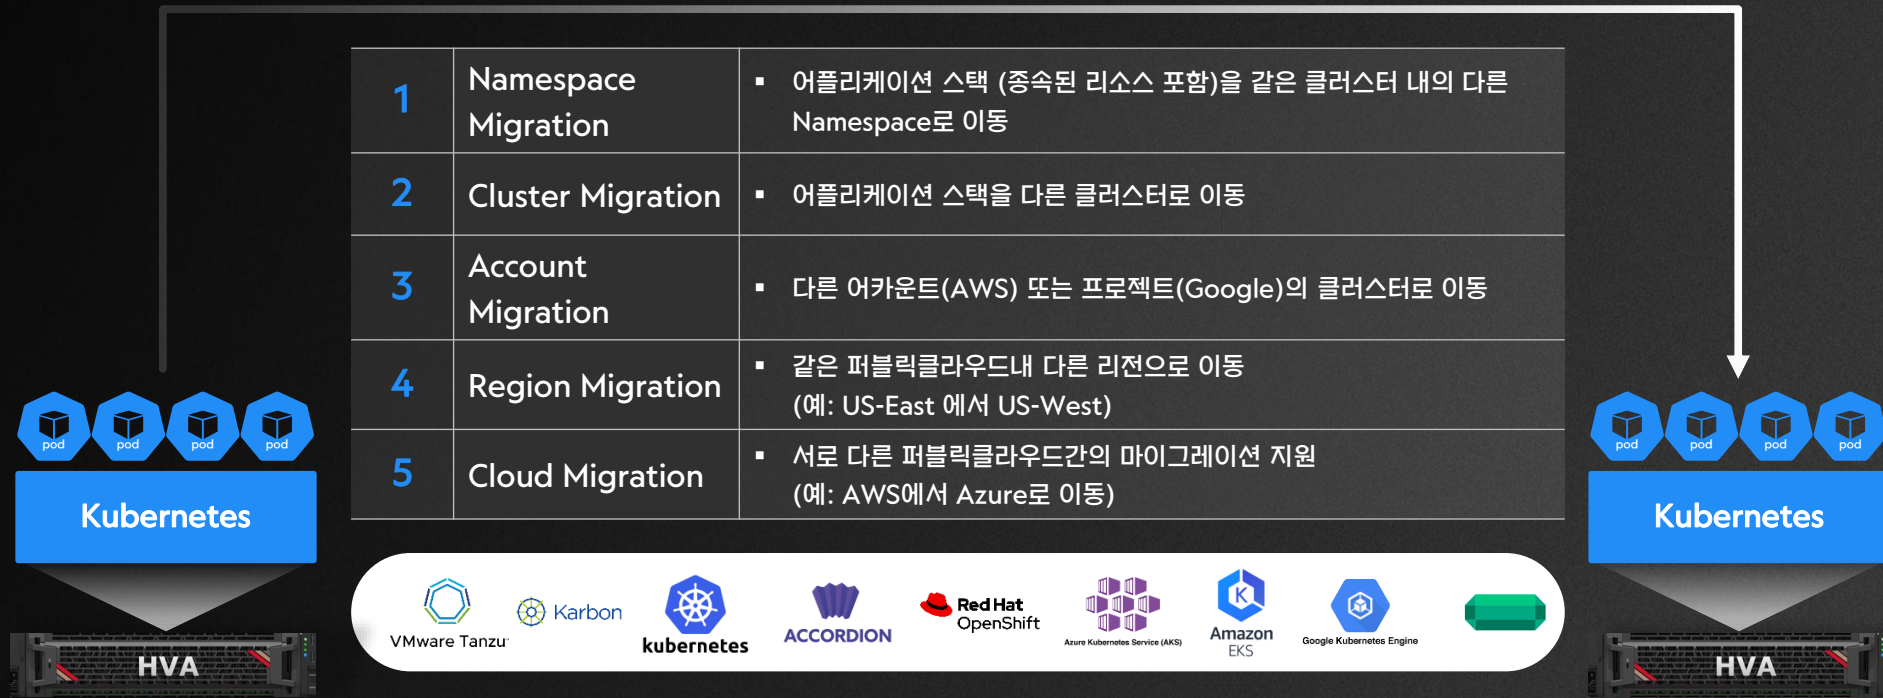 1
Namespace
Migration
▪ 어플리케이션 스택 (종속된 리소스 포함)을 같은 클러스터 내의 다른
Namespace로 이동
2
Cluster Migration
▪ 어플리케이션 스택을 다른 클러스터로 이동
3
Account
Migration
▪ 다른 어카운트(AWS) 또는 프로젝트(Google)의 클러스터로 이동
4
Region Migration
▪ 같은 퍼블릭클라우드내 다른 리전으로 이동
(예: US-East 에서 US-West)
5
Cloud Migration
▪ 서로 다른 퍼블릭클라우드간의 마이그레이션 지원
(예: AWS에서 Azure로 이동)
pod
pod
pod
pod
Kubernetes
HVA
pod
pod
pod
pod
Kubernetes
HVA
VMware Tanzu
Karbon
kubernetes
ACCORDION
Red Hat
OpenShift
Azure Kubernetes Service (AKS)
K
Amazon
EKS
Google Kubernetes Engine